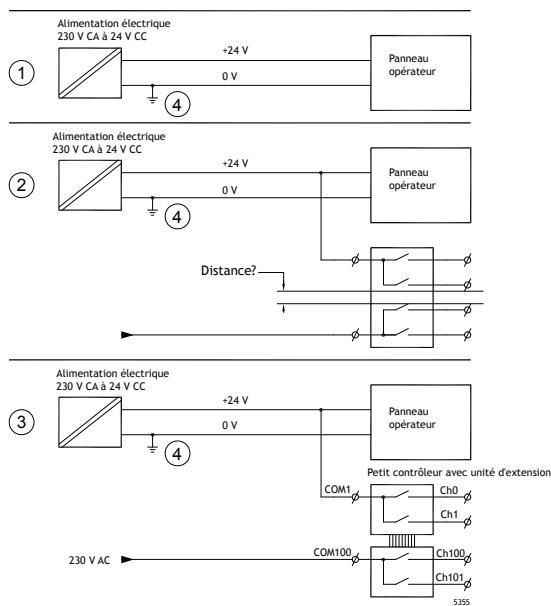 Alimentation électrique
230 V CA à 24 V CC
+24 V
0 V
Panneau
opérateur
1
4
Alimentation électrique
230 V CA à 24 V CC
+24 V
0 V
Panneau
opérateur
2
4
Distance?
Alimentation électrique
230 V CA à 24 V CC
+24 V
0 V
Panneau
opérateur
3
4
Petit contrôleur avec unité d'extension
COM1
Ch0
Ch1
230 V AC
COM100
Ch100
Ch101
5355